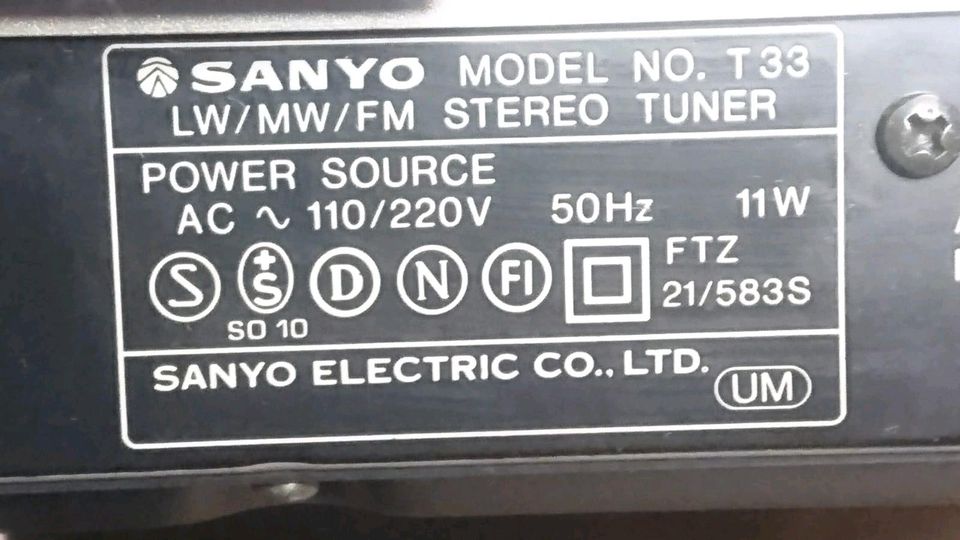 SANYO MODEL NO. T33
LW/MW/FM STEREO TUNER
POWER SOURCE
AC ~ 110/220V 50Hz 11W
S +S D N FI FTZ
SO 10 21/583S
SANYO ELECTRIC CO., LTD.
UM